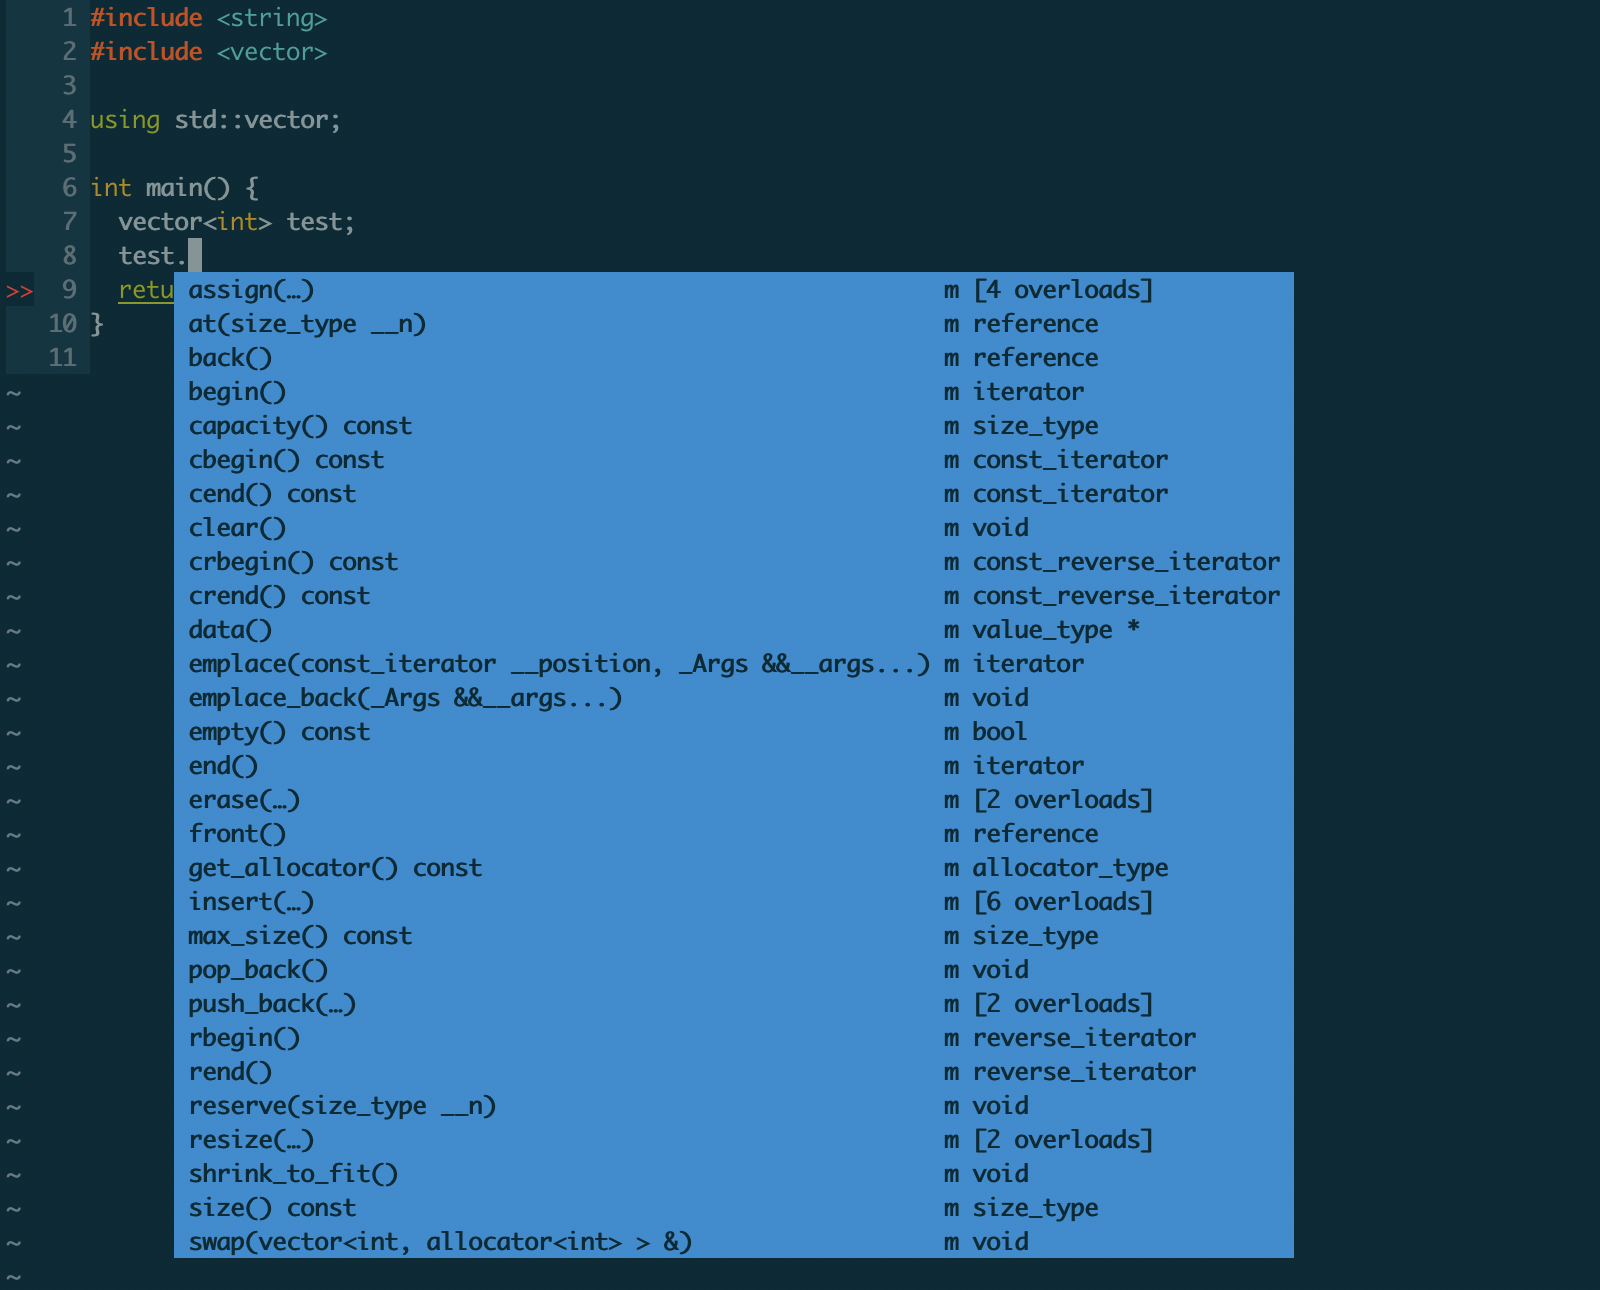 1 #include <string>
2 #include <vector>
3
4 using std::vector;
5
6 int main() {
7   vector<int> test;
8   test.
>> 9   retu assign(…) m [4 overloads]
10 } at(size_type __n) m reference
11 back() m reference
~ begin() m iterator
~ capacity() const m size_type
~ cbegin() const m const_iterator
~ cend() const m const_iterator
~ clear() m void
~ crbegin() const m const_reverse_iterator
~ crend() const m const_reverse_iterator
~ data() m value_type *
~ emplace(const_iterator __position, _Args &&__args...) m iterator
~ emplace_back(_Args &&__args...) m void
~ empty() const m bool
~ end() m iterator
~ erase(…) m [2 overloads]
~ front() m reference
~ get_allocator() const m allocator_type
~ insert(…) m [6 overloads]
~ max_size() const m size_type
~ pop_back() m void
~ push_back(…) m [2 overloads]
~ rbegin() m reverse_iterator
~ rend() m reverse_iterator
~ reserve(size_type __n) m void
~ resize(…) m [2 overloads]
~ shrink_to_fit() m void
~ size() const m size_type
~ swap(vector<int, allocator<int> > &) m void
~